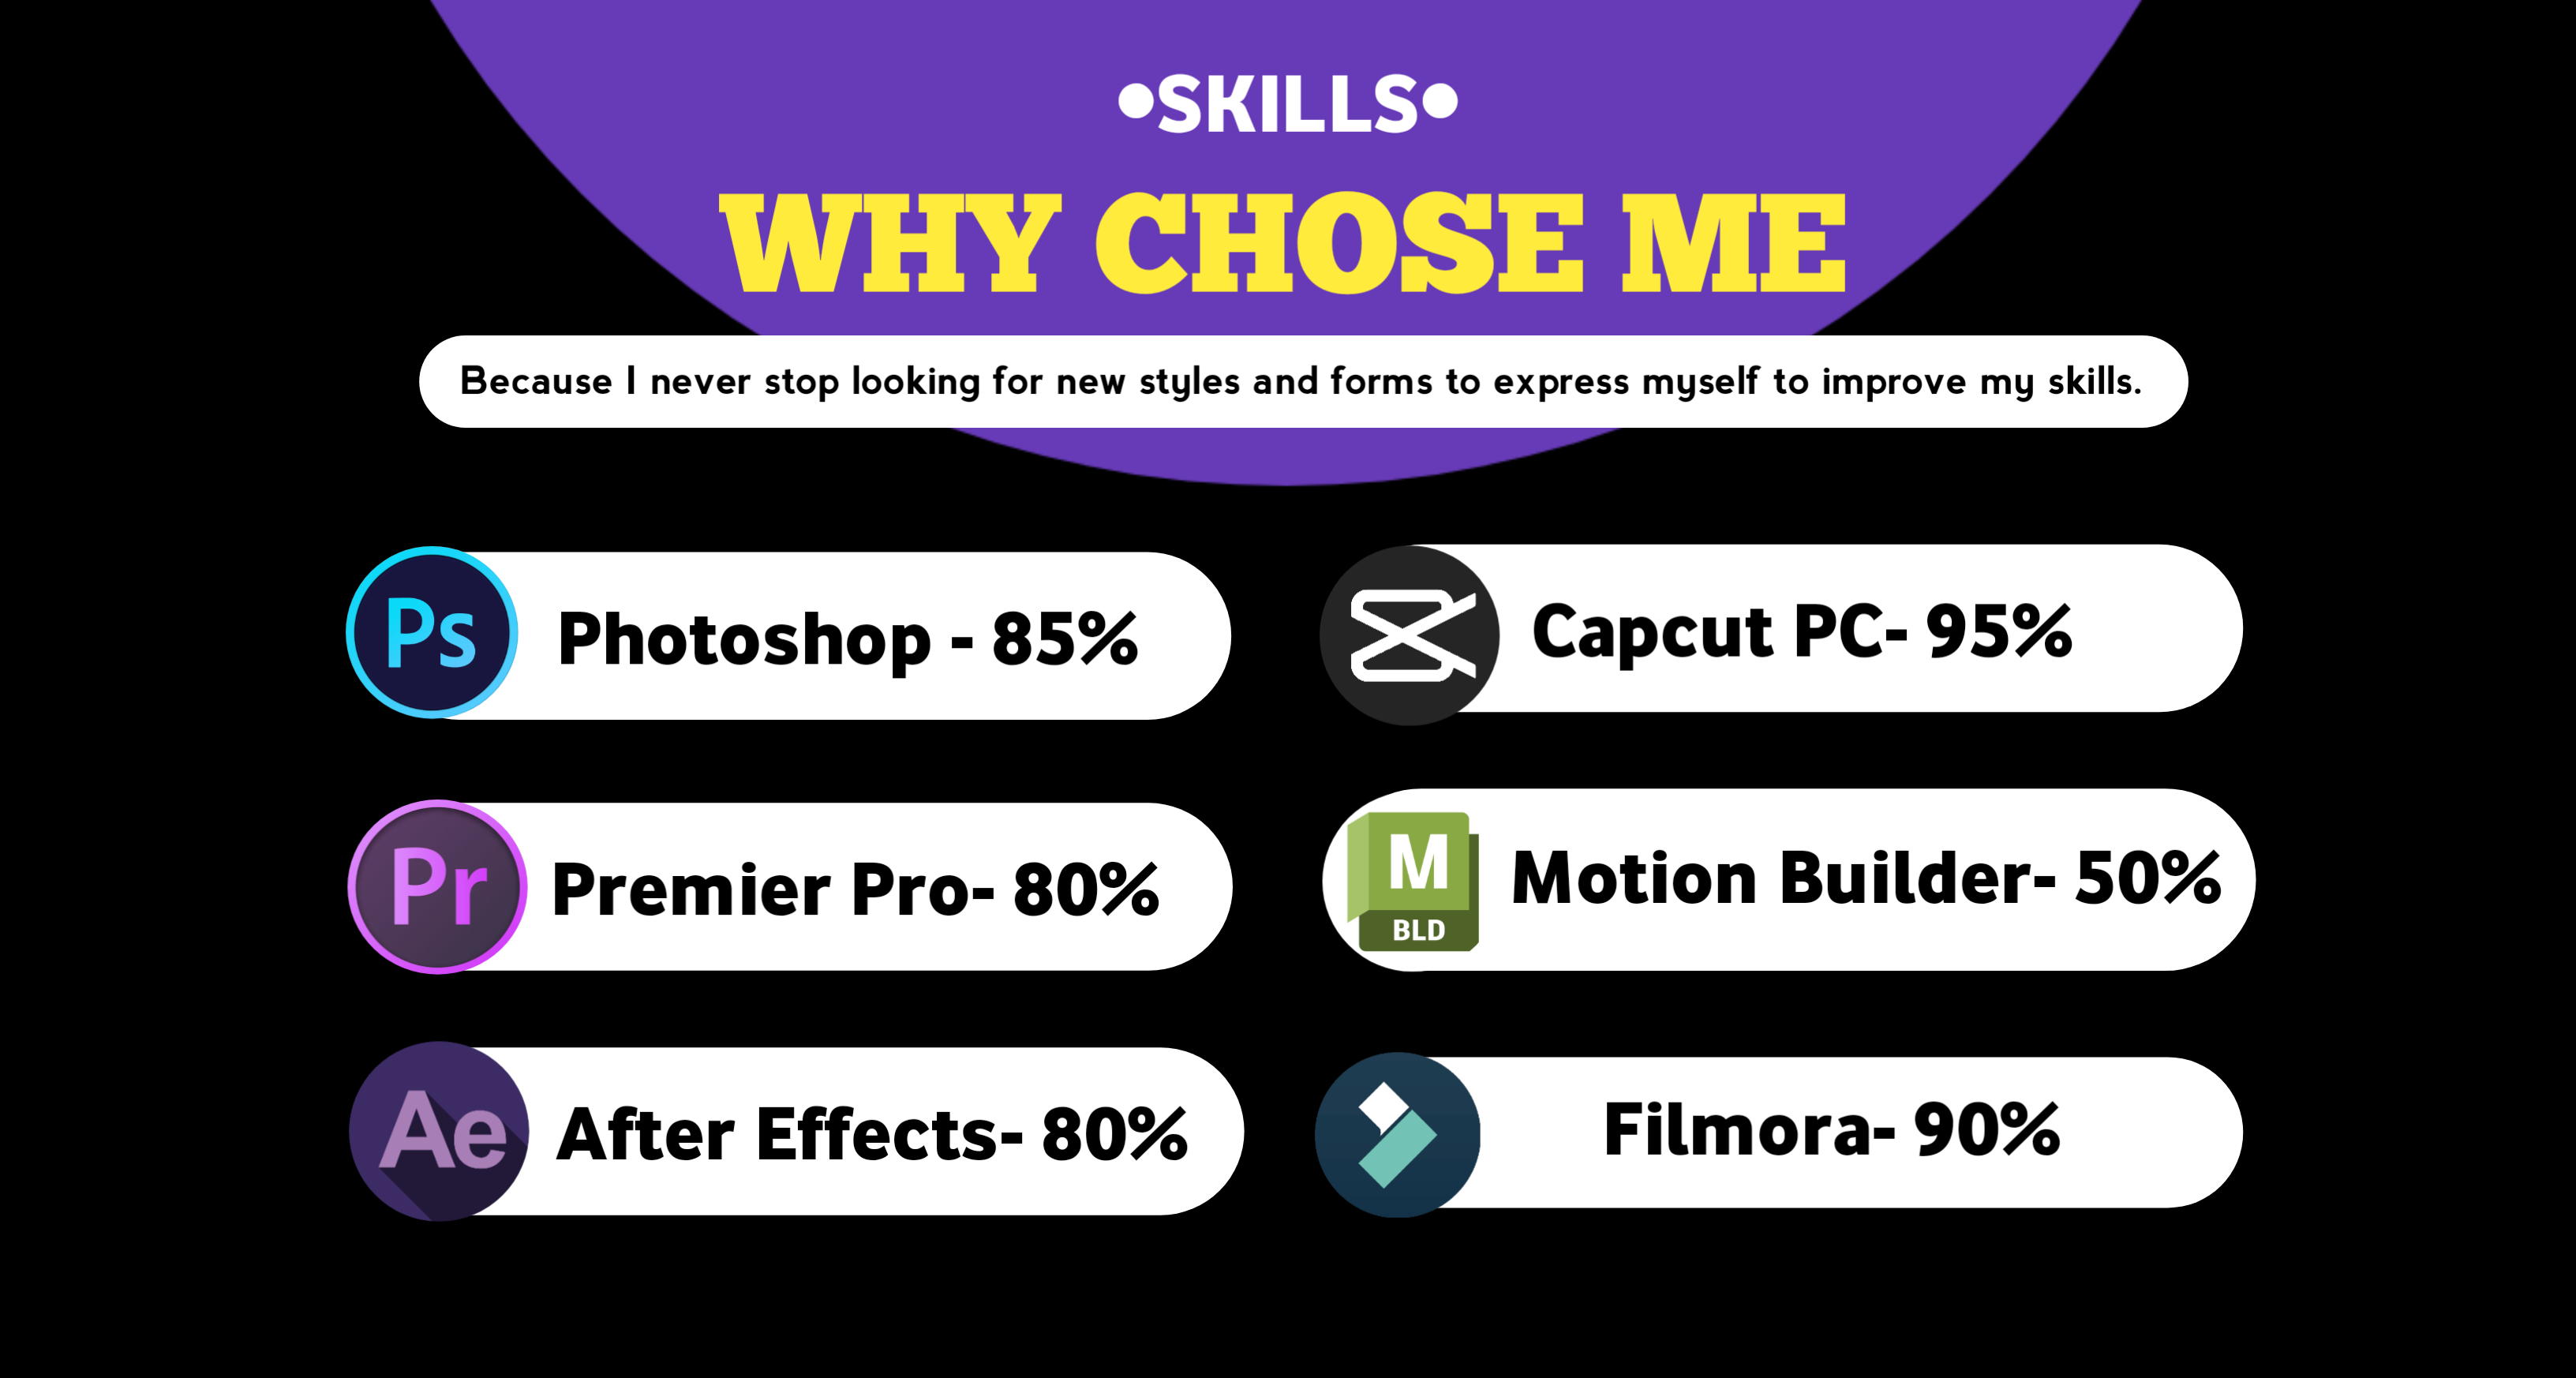 •SKILLS•
WHY CHOSE ME
Because I never stop looking for new styles and forms to express myself to improve my skills.
Ps
Photoshop - 85%
Capcut PC- 95%
Pr
Premier Pro- 80%
M
BLD
Motion Builder- 50%
Ae
After Effects- 80%
Filmora- 90%